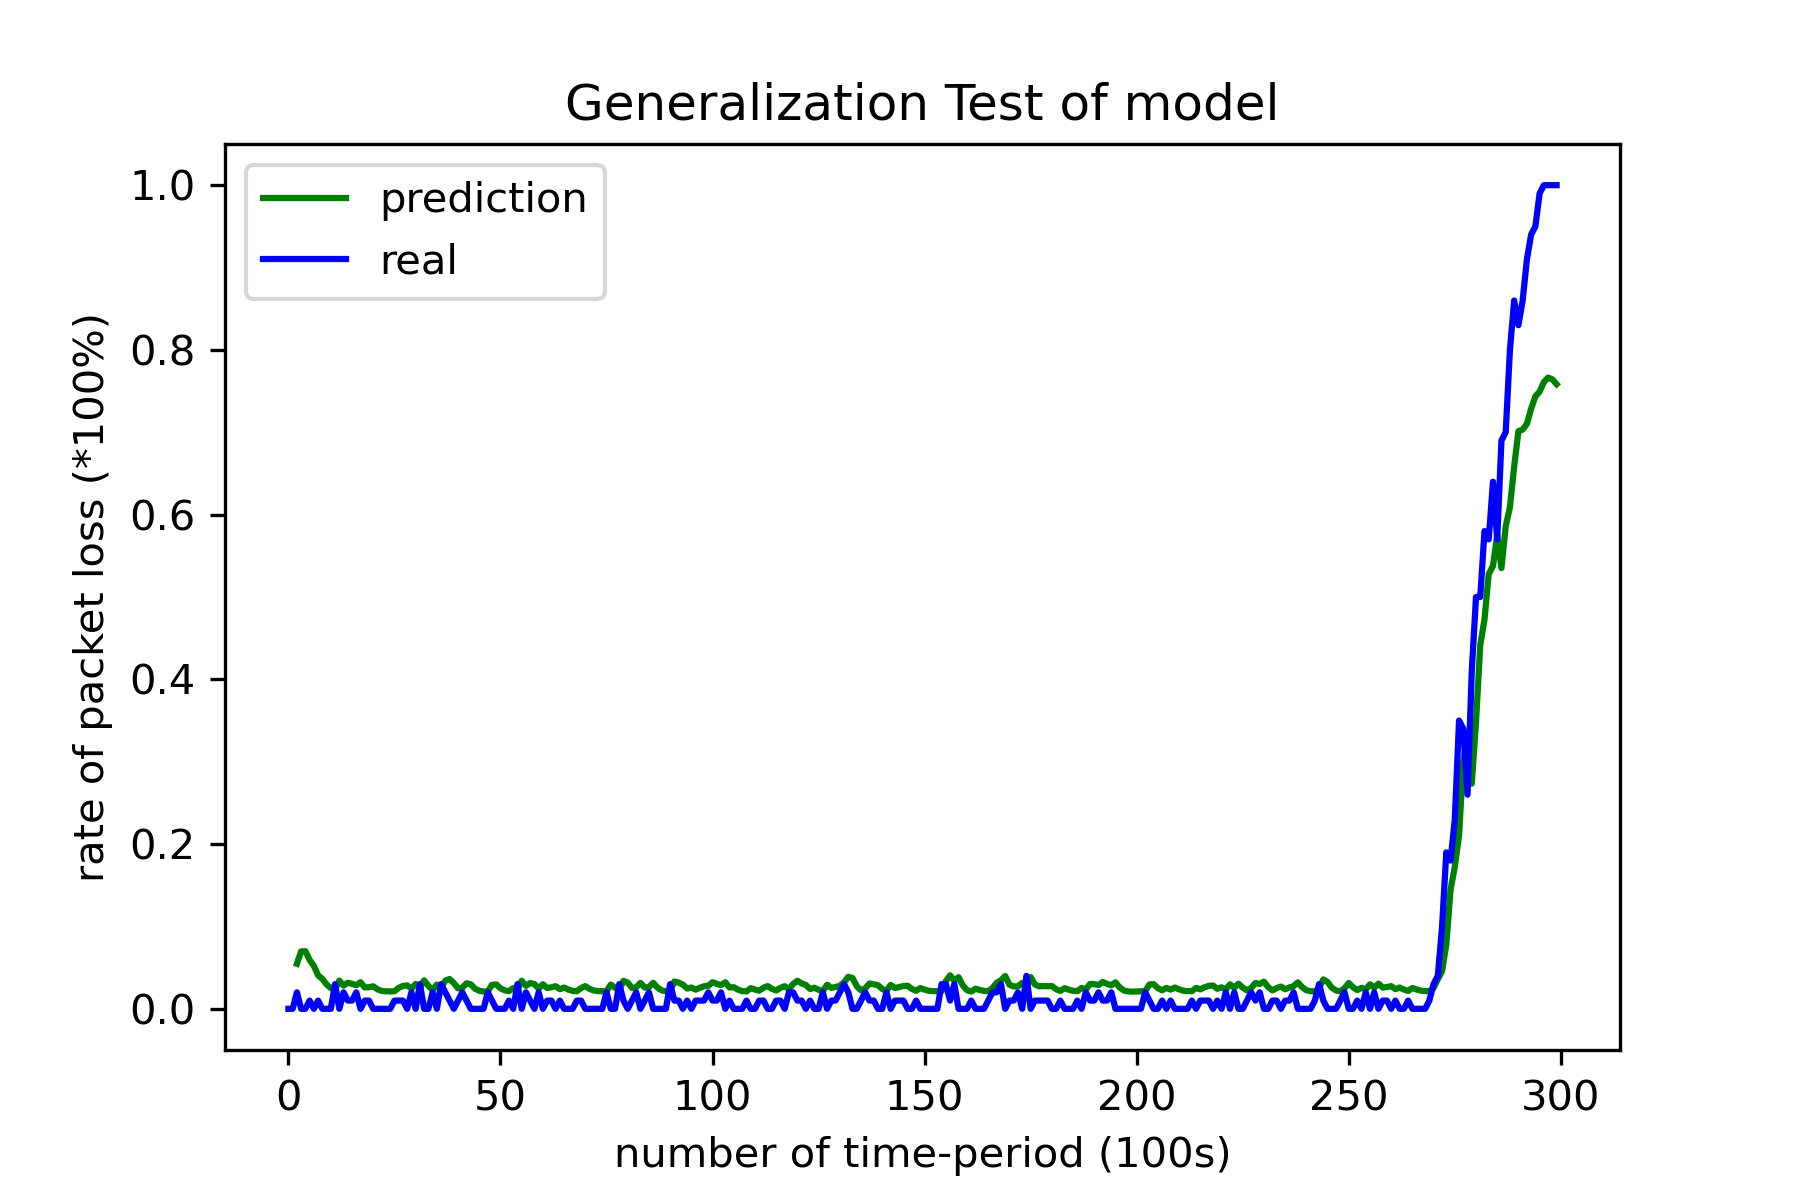 Generalization Test of model
prediction
real
rate of packet loss (*100%)
1.0
0.8
0.6
0.4
0.2
0.0
0 50 100 150 200 250 300
number of time-period (100s)